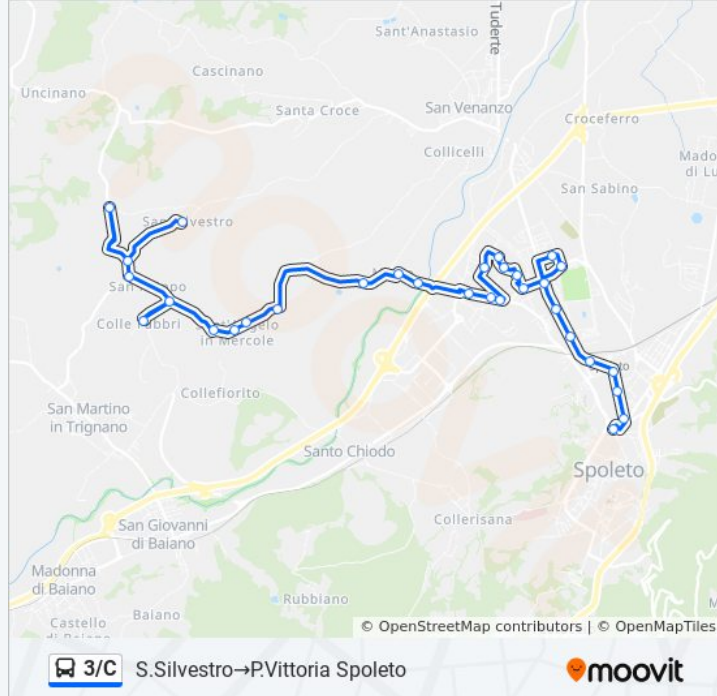 Sant'Anastasio
Tuderte
Cascinano
Uncinano
Santa Croce
San Venanzo
Croceferro
Collicelli
San Sabino
Colle Fabbri
in Mercole
Collefiorito
San Martino
in Trignano
Santo Chiodo
Spoleto
Collerisana
San Giovanni
di Baiano
Madonna
di Baiano
Rubbiano
Baiano
Castello
© OpenStreetMap contributors | © OpenMapTiles
3/C S.Silvestro→P.Vittoria Spoleto
moovit